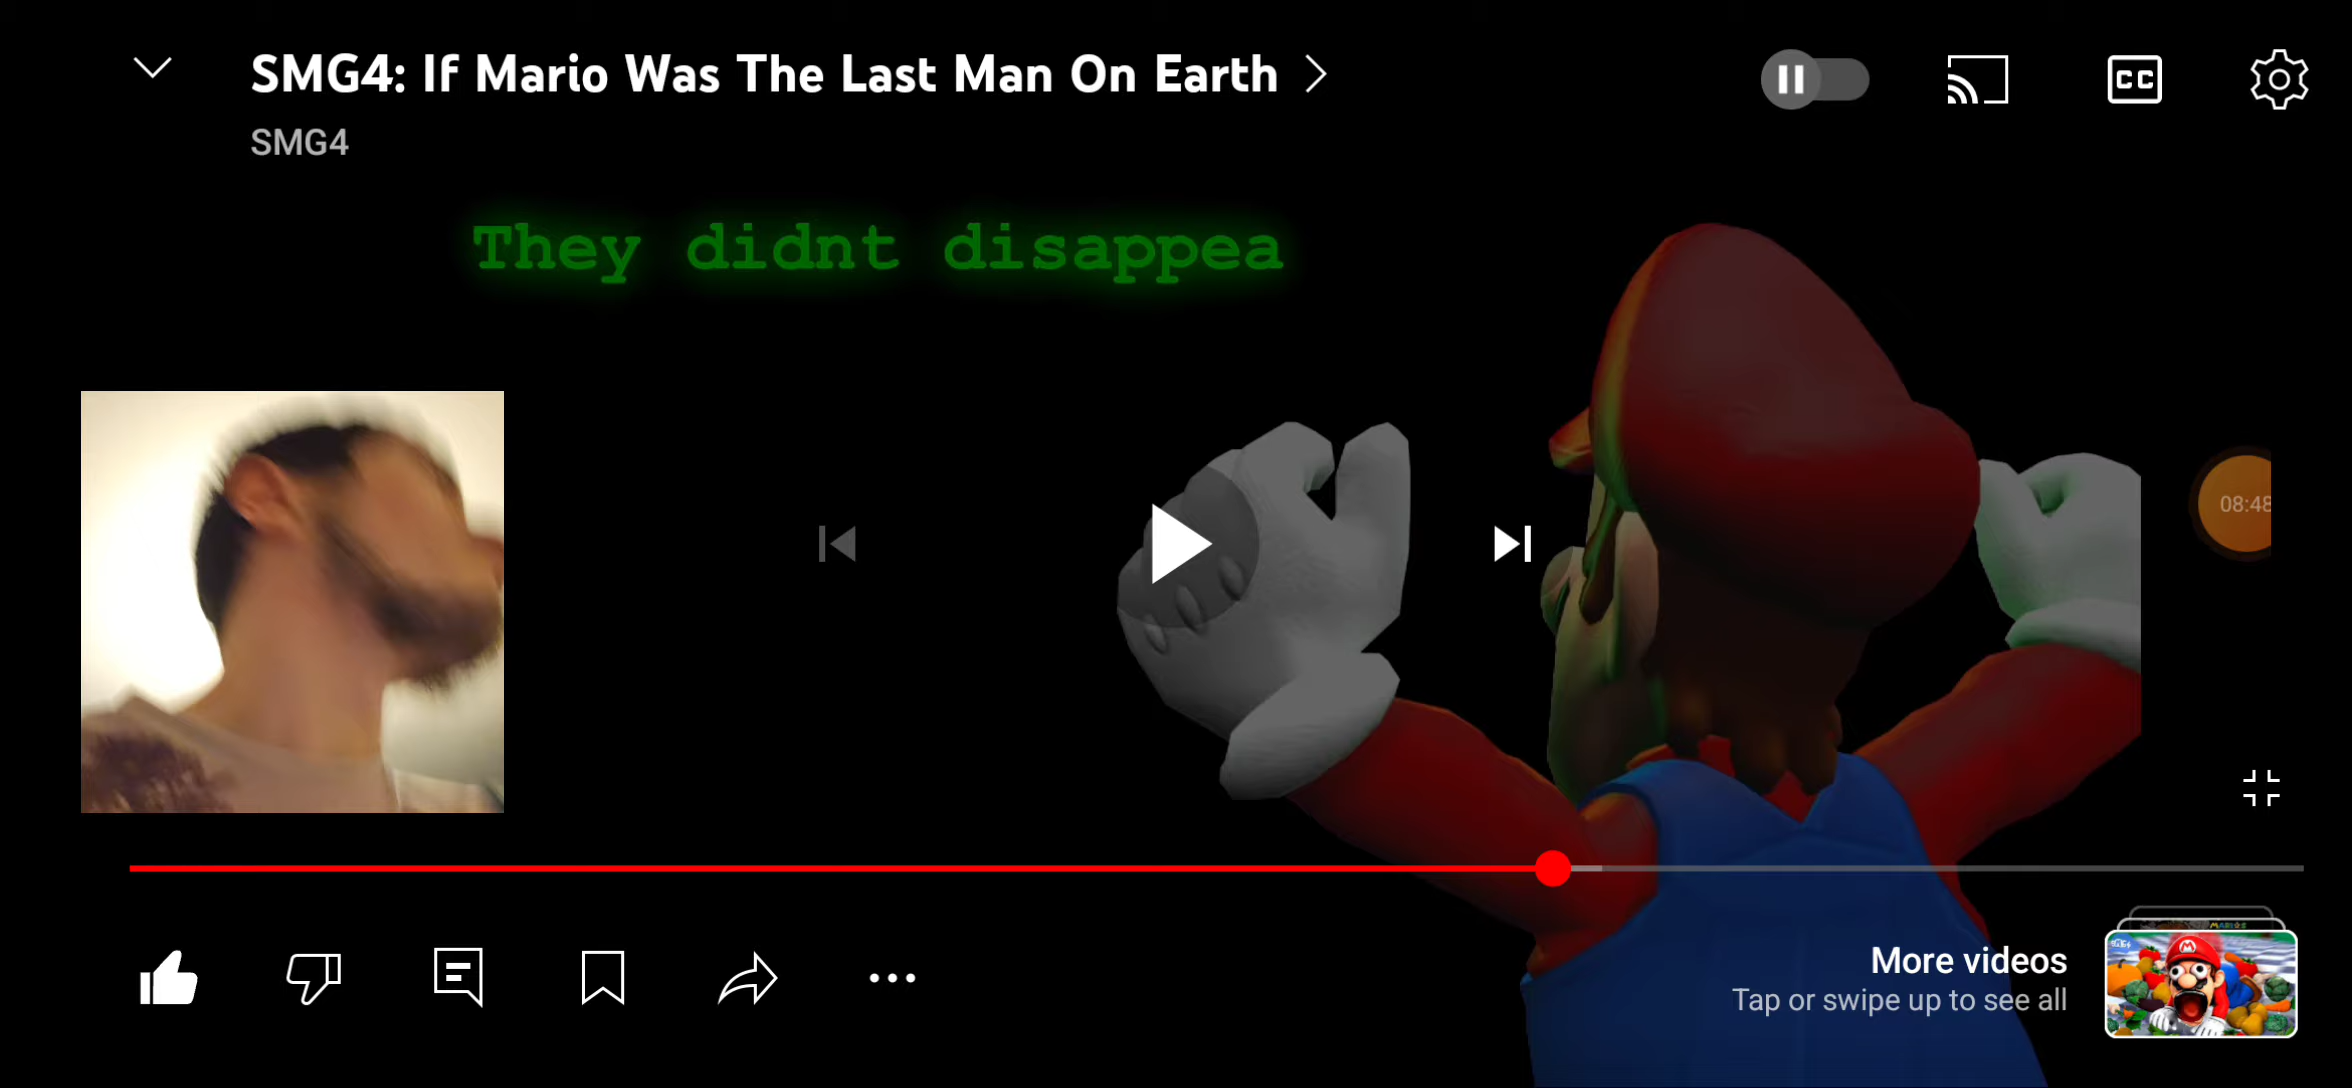 SMG4: If Mario Was The Last Man On Earth
SMG4
CC
They didnt disappea
08:48
More videos
Tap or swipe up to see all